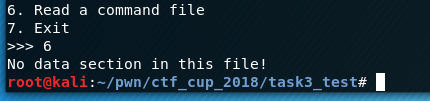 6. Read a command file
7. Exit
>>> 6
No data section in this file!
root@kali:~/pwn/ctf_cup_2018/task3_test#